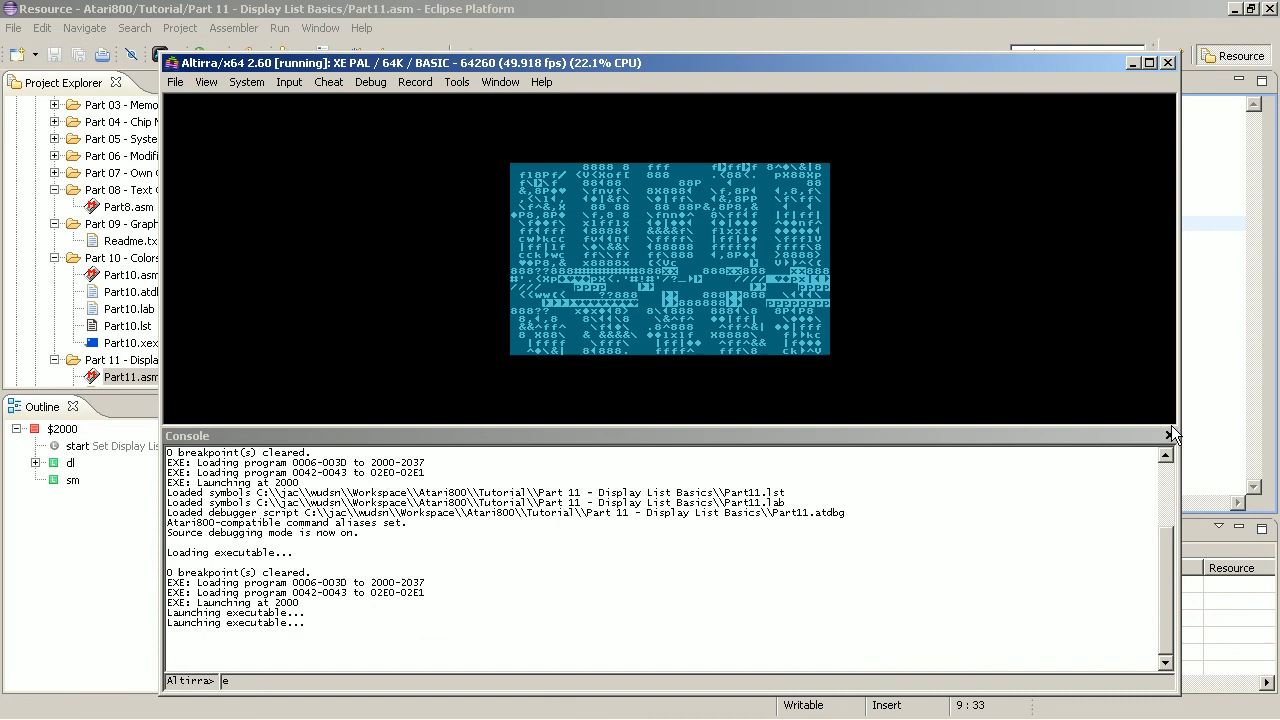 Resource - Atari800/Tutorial/Part 11 - Display List Basics/Part11.asm - Eclipse Platform
File Edit Navigate Search Project Assembler Run Window Help
Resource
Altirra/x64 2.60 [running]: XE PAL / 64K / BASIC - 64260 (49.918 fps) (22.1% CPU)
File View System Input Cheat Debug Record Tools Window Help
Project Explorer
Part 03 - Memo
Part 04 - Chip M
Part 05 - Syste
Part 06 - Modifi
Part 07 - Own C
Part 08 - Text G
Part8.asm
Part 09 - Graph
Readme.tx
Part 10 - Colors
Part10.asm
Part10.atd
Part10.lab
Part10.lst
Part10.xex
Part 11 - Displa
Part11.asm
Outline
$2000
start Set Display Li
dl
sm
Console
0 breakpoint(s) cleared.
EXE: Loading program 0006-003D to 2000-2037
EXE: Loading program 0042-0043 to 02E0-02E1
EXE: Launching at 2000
Loaded symbols C:\\jac\\wudsn\\Workspace\\Atari800\\Tutorial\\Part 11 - Display List Basics\\Part11.lst
Loaded symbols C:\\jac\\wudsn\\Workspace\\Atari800\\Tutorial\\Part 11 - Display List Basics\\Part11.lab
Loaded debugger script C:\\jac\\wudsn\\Workspace\\Atari800\\Tutorial\\Part 11 - Display List Basics\\Part11.atdbg
Atari800-compatible command aliases set.
Source debugging mode is now on.
Loading executable...
0 breakpoint(s) cleared.
EXE: Loading program 0006-003D to 2000-2037
EXE: Loading program 0042-0043 to 02E0-02E1
EXE: Launching at 2000
Launching executable...
Launching executable...
Altirra> e
Resource
Writable Insert 9 : 33